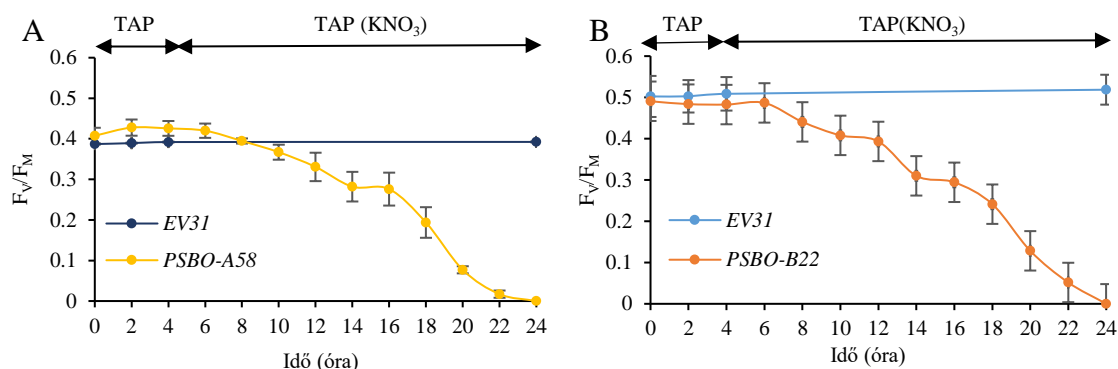 A
TAP
TAP (KNO₃)
0.6
0.5
0.4
0.3
0.2
0.1
0
Fᵥ/F_M
EV31
PSBO-A58
0 2 4 6 8 10 12 14 16 18 20 22 24
Idő (óra)
B
TAP
TAP(KNO₃)
0.6
0.5
0.4
0.3
0.2
0.1
0
Fᵥ/F_M
EV31
PSBO-B22
0 2 4 6 8 10 12 14 16 18 20 22 24
Idő (óra)